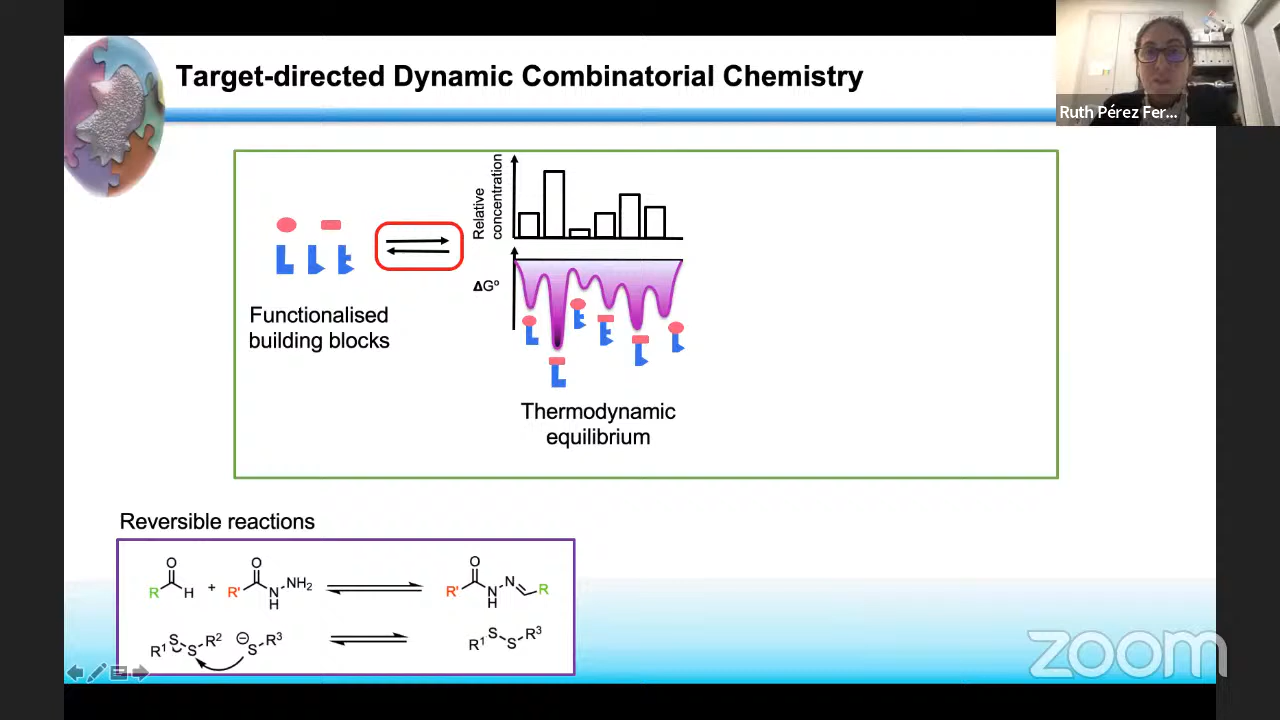 Target-directed Dynamic Combinatorial Chemistry
Ruth Pérez Fer...
Relative
concentration
ΔGº
Functionalised
building blocks
Thermodynamic
equilibrium
Reversible reactions
R O H + R' O N H NH2 R' O N H N R
R1 S S R2 ⊖ S R3 R1 S S R3
zoom